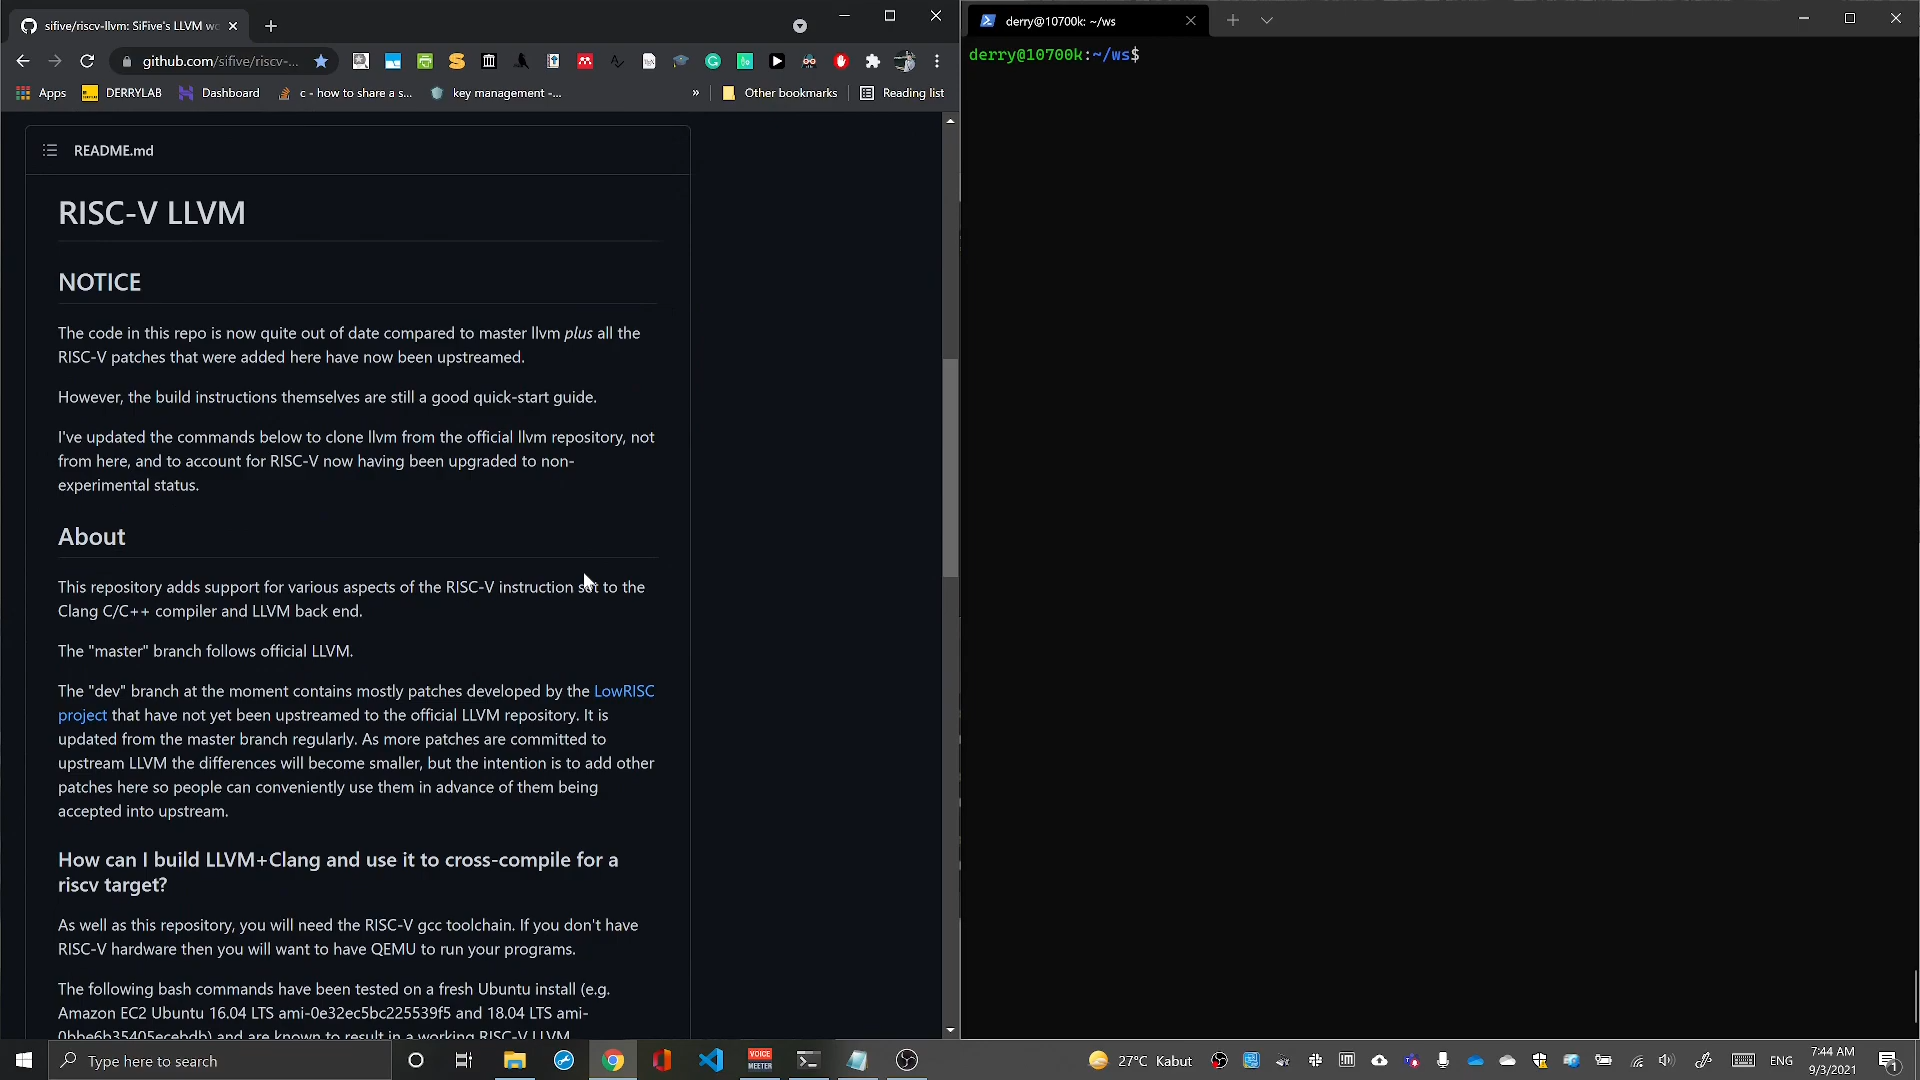 sifive/riscv-llvm: SiFive's LLVM wo
github.com/sifive/riscv-...
Apps
DERRYLAB
Dashboard
c - how to share a s...
key management -...
»
Other bookmarks
Reading list
README.md
RISC-V LLVM
NOTICE
The code in this repo is now quite out of date compared to master llvm plus all the
RISC-V patches that were added here have now been upstreamed.
However, the build instructions themselves are still a good quick-start guide.
I've updated the commands below to clone llvm from the official llvm repository, not
from here, and to account for RISC-V now having been upgraded to non-
experimental status.
About
This repository adds support for various aspects of the RISC-V instruction set to the
Clang C/C++ compiler and LLVM back end.
The "master" branch follows official LLVM.
The "dev" branch at the moment contains mostly patches developed by the LowRISC
project that have not yet been upstreamed to the official LLVM repository. It is
updated from the master branch regularly. As more patches are committed to
upstream LLVM the differences will become smaller, but the intention is to add other
patches here so people can conveniently use them in advance of them being
accepted into upstream.
How can I build LLVM+Clang and use it to cross-compile for a
riscv target?
As well as this repository, you will need the RISC-V gcc toolchain. If you don't have
RISC-V hardware then you will want to have QEMU to run your programs.
The following bash commands have been tested on a fresh Ubuntu install (e.g.
Amazon EC2 Ubuntu 16.04 LTS ami-0e32ec5bc225539f5 and 18.04 LTS ami-
0bbe6b35405ecebdb) and are known to result in a working RISC-V LLVM
derry@10700k: ~/ws
derry@10700k:~/ws$
Type here to search
VOICE
MEETER
27°C Kabut
ENG
7:44 AM
9/3/2021
1